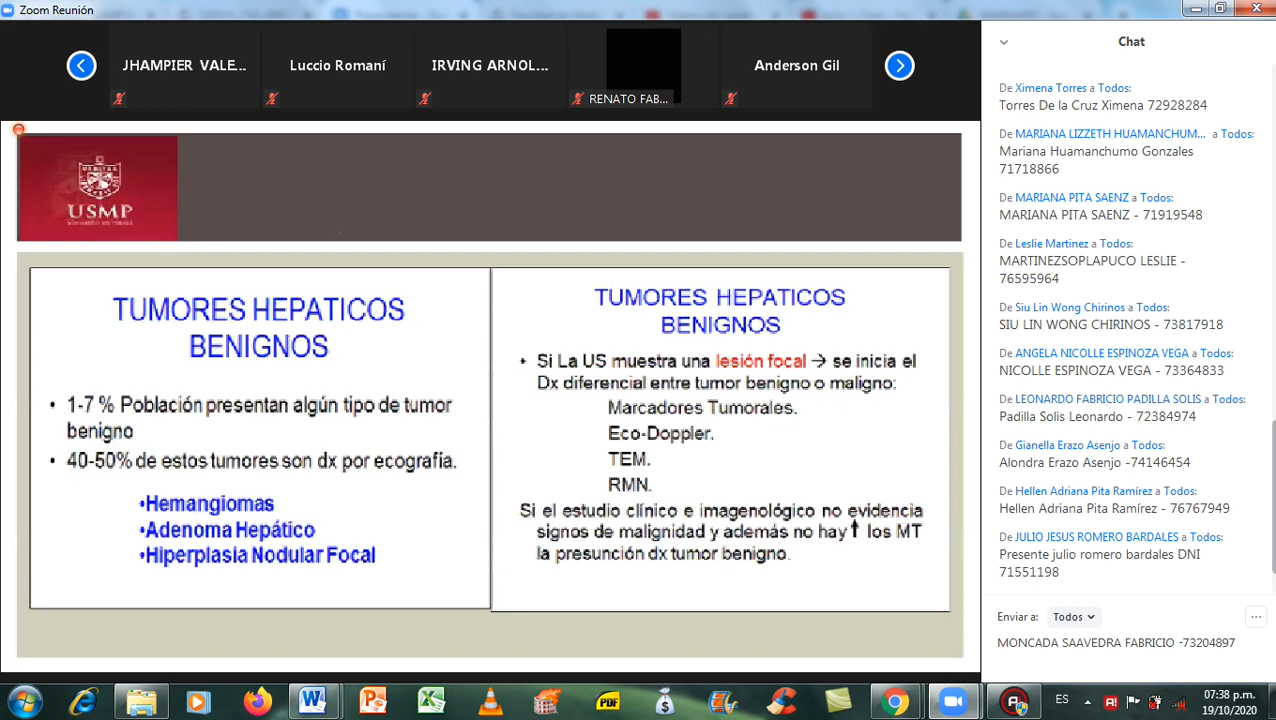 Zoom Reunión
JHAMPIER VALE...
Luccio Romaní
IRVING ARNOL...
RENATO FAB...
Anderson Gil
USMP
TUMORES HEPATICOS
BENIGNOS
• 1-7 % Población presentan algún tipo de tumor
benigno
• 40-50% de estos tumores son dx por ecografía.
•Hemangiomas
•Adenoma Hepático
•Hiperplasia Nodular Focal
TUMORES HEPATICOS
BENIGNOS
• Si La US muestra una lesión focal → se inicia el
Dx diferencial entre tumor benigno o maligno:
Marcadores Tumorales.
Eco-Doppler.
TEM.
RMN.
Si el estudio clínico e imagenológico no evidencia
signos de malignidad y además no hay ↑ los MT
la presunción dx tumor benigno.
Chat
De Ximena Torres a Todos:
Torres De la Cruz Ximena 72928284
De MARIANA LIZZETH HUAMANCHUM... a Todos:
Mariana Huamanchumo Gonzales
71718866
De MARIANA PITA SAENZ a Todos:
MARIANA PITA SAENZ - 71919548
De Leslie Martinez a Todos:
MARTINEZSOPLAPUCO LESLIE -
76595964
De Siu Lin Wong Chirinos a Todos:
SIU LIN WONG CHIRINOS - 73817918
De ANGELA NICOLLE ESPINOZA VEGA a Todos:
NICOLLE ESPINOZA VEGA - 73364833
De LEONARDO FABRICIO PADILLA SOLIS a Todos:
Padilla Solis Leonardo - 72384974
De Gianella Erazo Asenjo a Todos:
Alondra Erazo Asenjo -74146454
De Hellen Adriana Pita Ramírez a Todos:
Hellen Adriana Pita Ramírez - 76767949
De JULIO JESUS ROMERO BARDALES a Todos:
Presente julio romero bardales DNI
71551198
Enviar a: Todos
MONCADA SAAVEDRA FABRICIO -73204897
PDF
ES
07:38 p.m.
19/10/2020